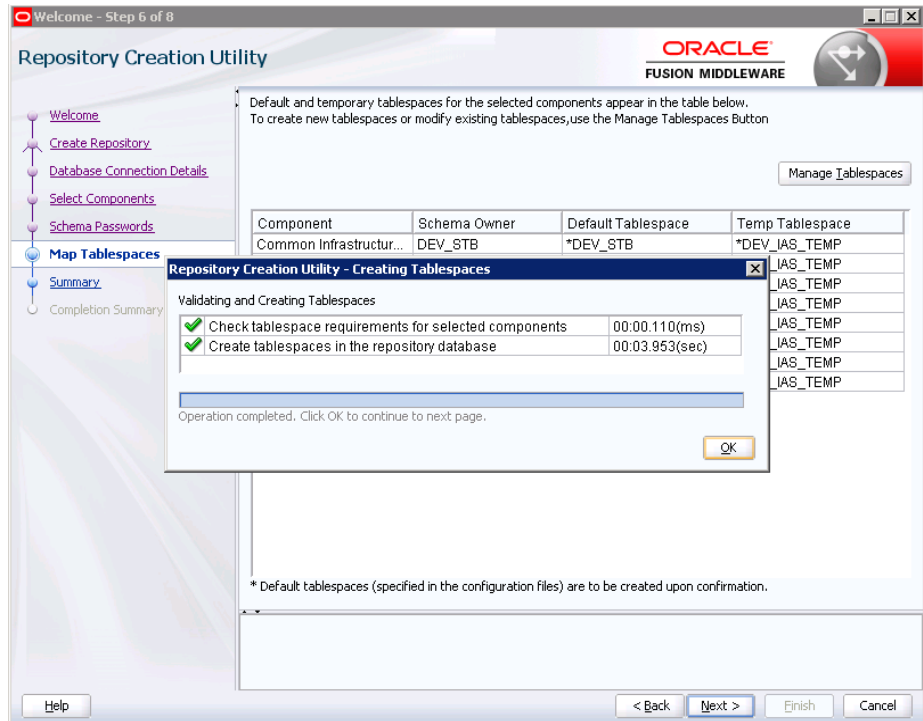 Welcome - Step 6 of 8
Repository Creation Utility
ORACLE
FUSION MIDDLEWARE
Welcome
Create Repository
Database Connection Details
Select Components
Schema Passwords
Map Tablespaces
Summary
Completion Summary
Default and temporary tablespaces for the selected components appear in the table below.
To create new tablespaces or modify existing tablespaces,use the Manage Tablespaces Button
Manage Tablespaces
Component Schema Owner Default Tablespace Temp Tablespace
Common Infrastructur... DEV_STB *DEV_STB *DEV_IAS_TEMP
_IAS_TEMP
_IAS_TEMP
_IAS_TEMP
_IAS_TEMP
_IAS_TEMP
_IAS_TEMP
_IAS_TEMP
Repository Creation Utility - Creating Tablespaces
Validating and Creating Tablespaces
Check tablespace requirements for selected components 00:00.110(ms)
Create tablespaces in the repository database 00:03.953(sec)
Operation completed. Click OK to continue to next page.
OK
* Default tablespaces (specified in the configuration files) are to be created upon confirmation.
Help
< Back
Next >
Finish
Cancel